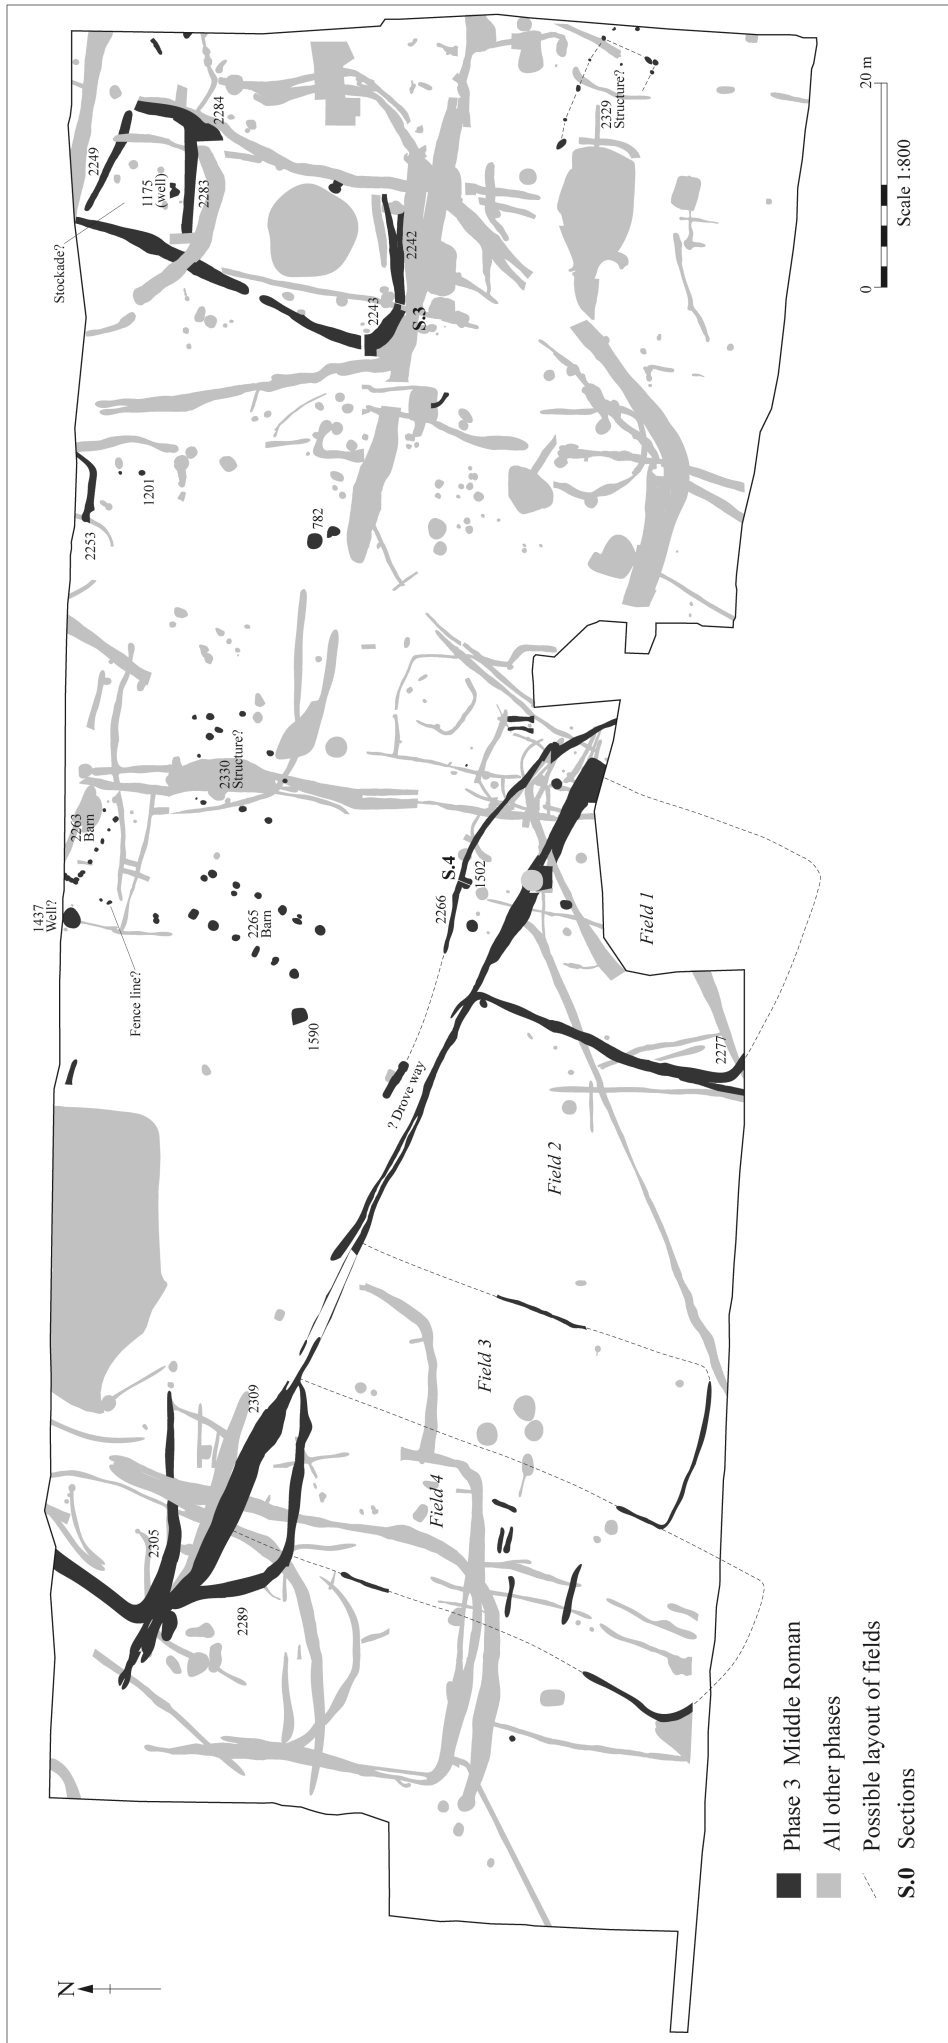 Stockade?
2249
1175
(well)
2284
2283
2242
2243
S.3
2329
Structure?
2253
1201
782
20 m
0
Scale 1:800
1437
Well?
2263
Barn
2330
Structure?
Fence line?
2265
Barn
1590
S.4
1502
2266
Field 1
? Drove way
2277
Field 2
Field 3
2309
Field 4
2305
2289
N
Phase 3 Middle Roman
All other phases
Possible layout of fields
S.0 Sections